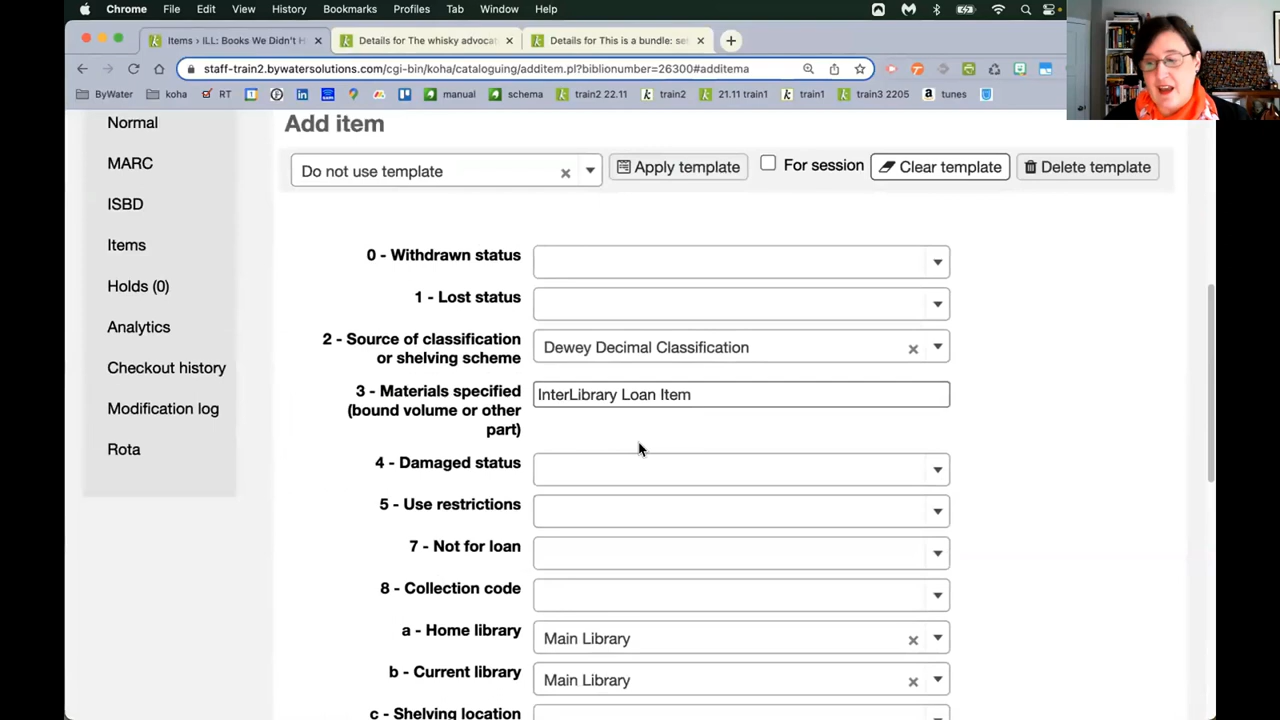 Chrome File Edit View History Bookmarks Profiles Tab Window Help
Items › ILL: Books We Didn't H × Details for The whisky advocat × Details for This is a bundle: se × +
staff-train2.bywatersolutions.com/cgi-bin/koha/cataloguing/additem.pl?biblionumber=26300#additema
ByWater koha RT manual schema train2 22.11 train2 21.11 train1 train1 train3 2205 tunes
Normal
MARC
ISBD
Items
Holds (0)
Analytics
Checkout history
Modification log
Rota
Add item
Do not use template × Apply template For session Clear template Delete template
0 - Withdrawn status
1 - Lost status
2 - Source of classification
or shelving scheme
Dewey Decimal Classification ×
3 - Materials specified
(bound volume or other
part)
InterLibrary Loan Item
4 - Damaged status
5 - Use restrictions
7 - Not for loan
8 - Collection code
a - Home library
Main Library ×
b - Current library
Main Library ×
c - Shelving location